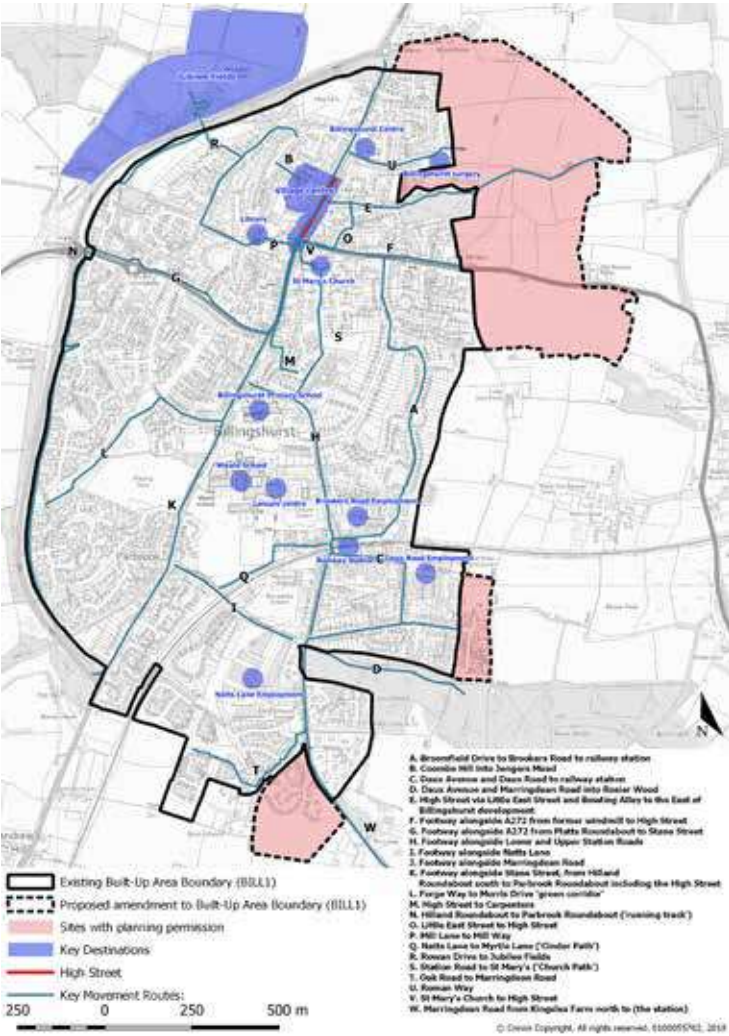 Jubilee Fields
R
Billingshurst Centre
B
U
Billingshurst surgery
Village centre
E
Library
O
P
V
F
N
St Mary's Church
G
S
M
Billingshurst Primary School
A
H
Billingshurst
L
Weald School
Leisure centre
K
Brookers Road Employment
C
Daux Road Employment
Q
I
D
Natts Lane Employment
N
T
W
A. Broomfield Drive to Brookers Road to railway station
B. Coombe Hill into Jengers Mead
C. Daux Avenue and Daux Road to railway station
D. Daux Avenue and Marringdean Road into Rosier Wood
E. High Street via Little East Street and Bowling Alley to the East of
Billingshurst development
F. Footway alongside A272 from former windmill to High Street
G. Footway alongside A272 from Platts Roundabout to Stane Street
H. Footway alongside Lower and Upper Station Roads
I. Footway alongside Natts Lane
J. Footway alongside Marringdean Road
K. Footway alongside Stane Street, from Hilland
Roundabout south to Parbrook Roundabout including the High Street
L. Forge Way to Morris Drive 'green corridor'
M. High Street to Carpenters
N. Hilland Roundabout to Parbrook Roundabout ('running track')
O. Little East Street to High Street
P. Mill Lane to Mill Way
Q. Natts Lane to Myrtle Lane ('Cinder Path')
R. Rowan Drive to Jubilee Fields
S. Station Road to St Mary's ('Church Path')
T. Oak Road to Marringdean Road
U. Roman Way
V. St Mary's Church to High Street
W. Marringdean Road from Kingslea Farm north to (the station)
Existing Built-Up Area Boundary (BILL1)
Proposed amendment to Built-Up Area Boundary (BILL1)
Sites with planning permission
Key Destinations
High Street
Key Movement Routes:
250 0 250 500 m
© Crown Copyright, All rights reserved, 2018